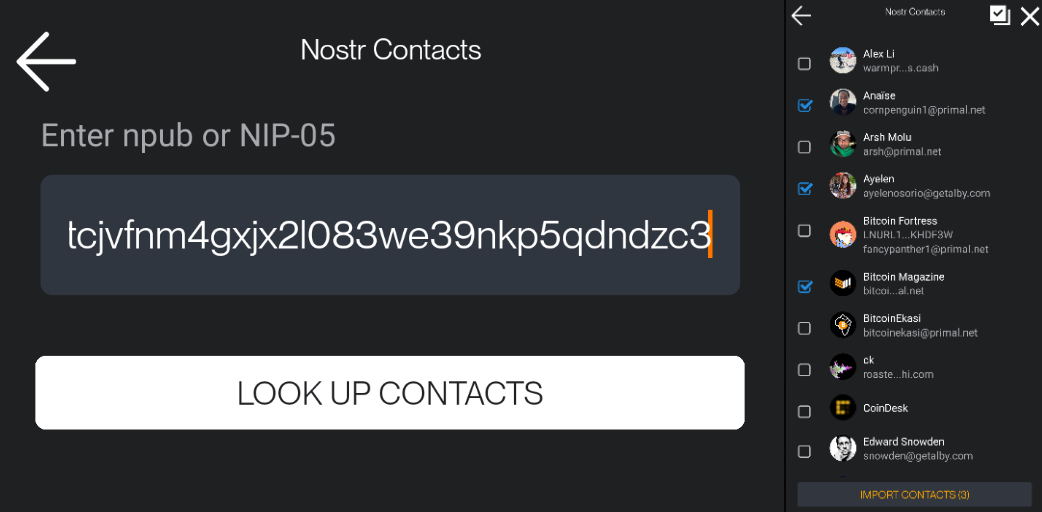 Nostr Contacts
Enter npub or NIP-05
tcjvfnm4gxjx2l083we39nkp5qdndzc3
LOOK UP CONTACTS
Nostr Contacts
Alex Li
warmpr...s.cash
Anaïse
cornpenguin1@primal.net
Arsh Molu
arsh@primal.net
Ayelen
ayelenosorio@getalby.com
Bitcoin Fortress
LNURL1...KHDF3W
fancypanther1@primal.net
Bitcoin Magazine
bitcoi...al.net
BitcoinEkasi
bitcoinekasi@primal.net
ck
roaste...hi.com
CoinDesk
Edward Snowden
snowden@getalby.com
IMPORT CONTACTS (3)